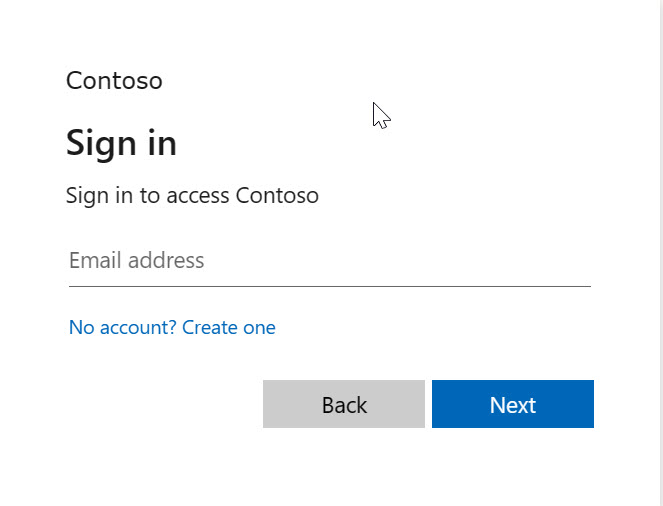 Contoso
Sign in
Sign in to access Contoso
Email address
No account? Create one
Back Next